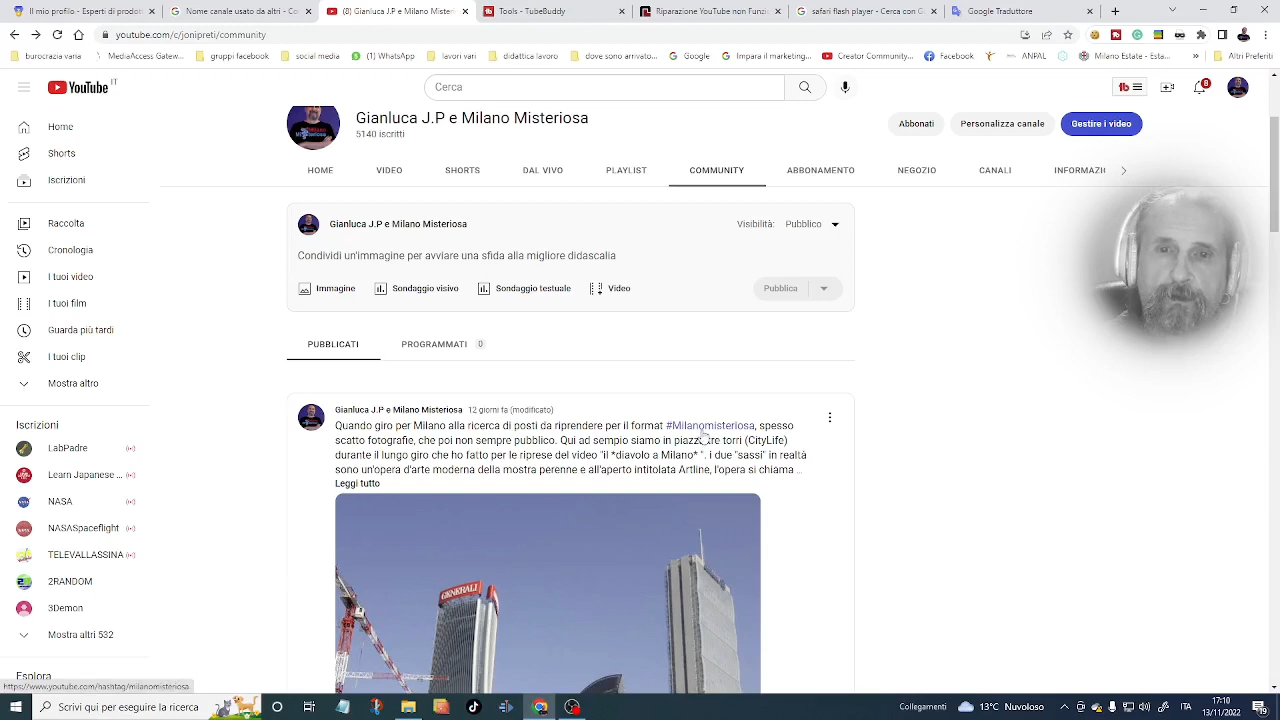 Il mio profilo - Esempi di prodott
Nome canali usando altri - Co
(8) Gianluca J.P e Milano Misteri
Tools - TubeBuddy
Riparazione YouTube non Fun
dasri flash player - Cerca con G
Google Traduttore
youtube.com/c/jonipreti/community
burocrazia varia
MediaAccess Gatew...
gruppi facebook
social media
(1) WhatsApp
lavori vari
didattica lavoro
dove sono arrivato...
Google
Impara il marketing...
Creator Community...
Facebook
ANPAL
Milano Estate - Eve...
Altri Preferiti
YouTube IT
Cerca
8
Gianluca J.P e Milano Misteriosa
5140 iscritti
Abbonati
Personalizza canale
Gestire i video
HOME
VIDEO
SHORTS
DAL VIVO
PLAYLIST
COMMUNITY
ABBONAMENTO
NEGOZIO
CANALI
Home
Shorts
Iscrizioni
Raccolta
Cronologia
I tuoi video
I tuoi film
Guarda più tardi
I tuoi clip
Mostra altro
Iscrizioni
LabPadre
Learn Japanese ...
NASA
NASASpaceflight
TELEVALLASSINA
2RANDOM
3Demon
Mostra altri 532
Gianluca J.P e Milano Misteriosa
Visibilità: Pubblico
Condividi un'immagine per avviare una sfida alla migliore didascalia
Immagine
Sondaggio visivo
Sondaggio testuale
Video
Pubblica
PUBBLICATI
PROGRAMMATI 0
Gianluca J.P e Milano Misteriosa 12 giorni fa (modificato)
Quando giro per Milano alla ricerca di posti da riprendere per il format #Milanomisteriosa, spesso
scatto fotografie, che poi non sempre pubblico. Qui ad sempio siamo in piazza tre torri (CityLife)
durante il lungo giro che ho fatto per le riprese del video "il *diavolo a Milano* ". i due "sassi" in realtà
sono un'opera d'arte moderna della mostra perenne e all'aperto intitolata Artline, l'opera si chiama ...
Leggi tutto
GENERALI
https://www.youtube.com/hashtag/milanomisteriosa
Scrivi qui per eseguire la ricerca
Collegamenti
13°C Nuvoloso
ITA
17:10
13/11/2022